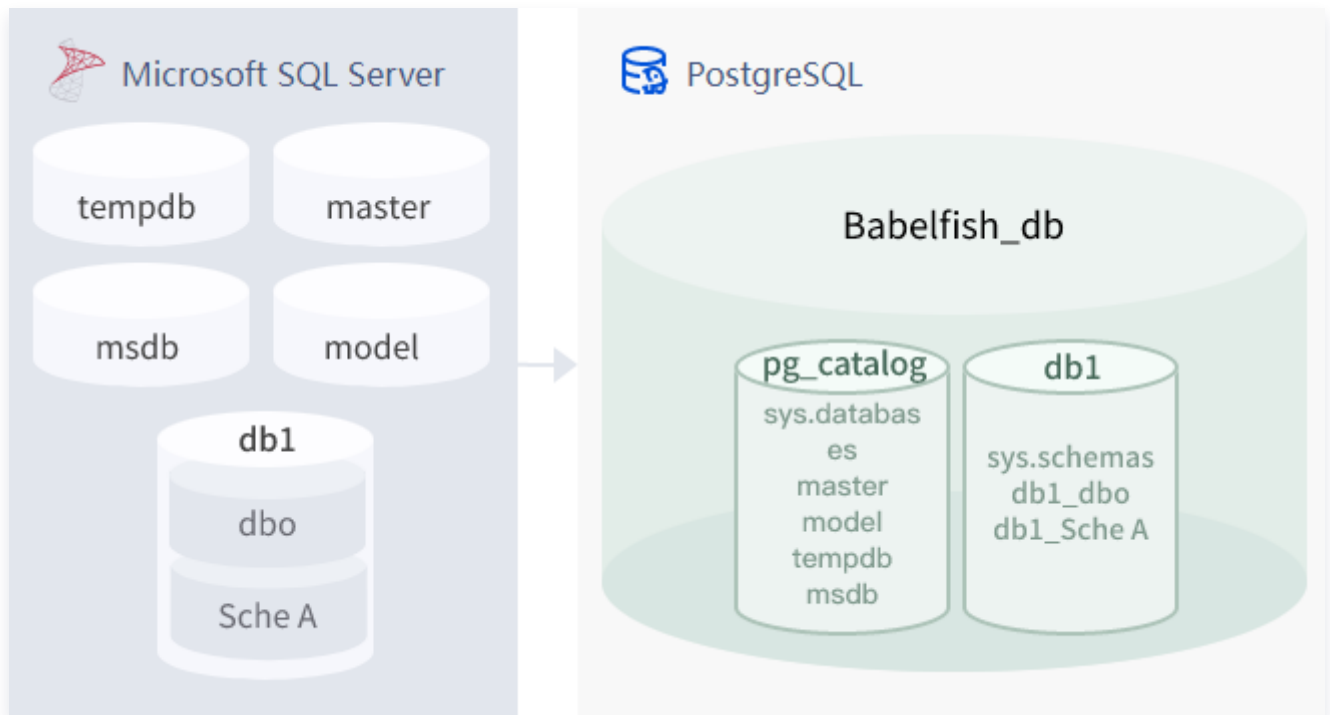 Microsoft SQL Server
tempdb
master
msdb
model
db1
dbo
Sche A
PostgreSQL
Babelfish_db
pg_catalog
sys.databas
es
master
model
tempdb
msdb
db1
sys.schemas
db1_dbo
db1_Sche A